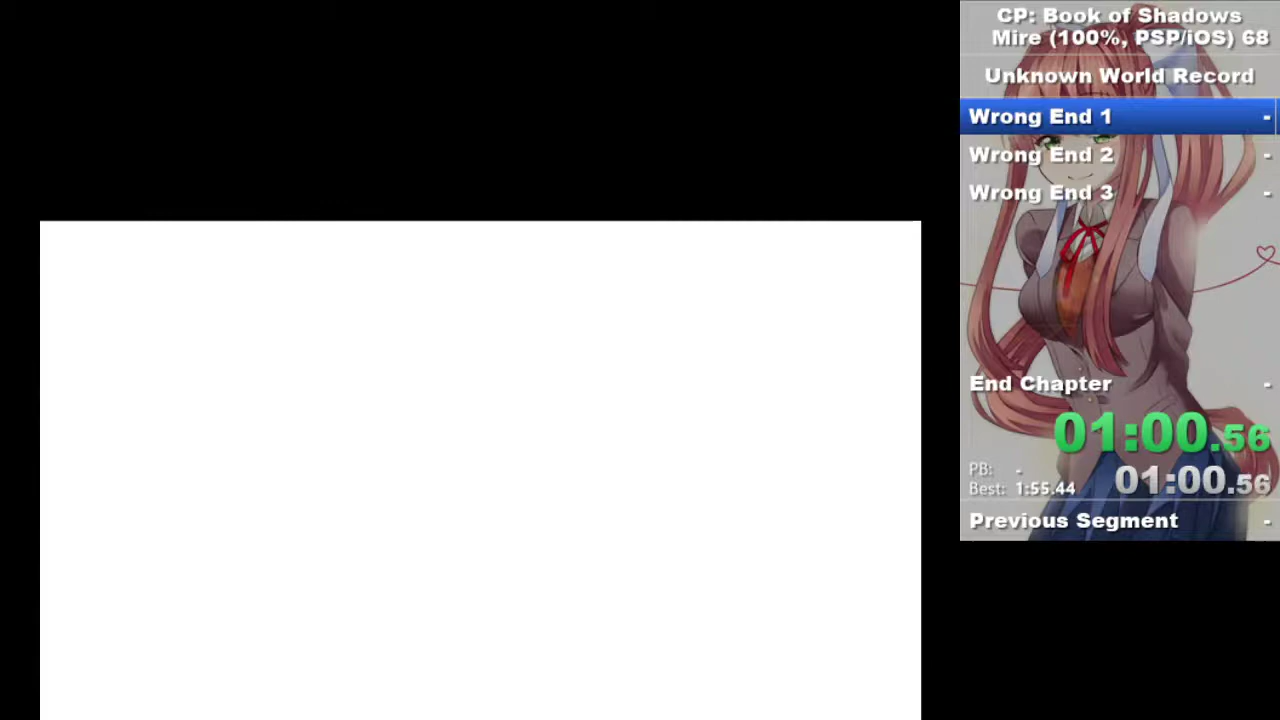 CP: Book of Shadows
Mire (100%, PSP/iOS) 68
Unknown World Record
Wrong End 1 -
Wrong End 2 -
Wrong End 3 -
End Chapter -
01:00.56
PB: -
Best: 1:55.44 01:00.56
Previous Segment -